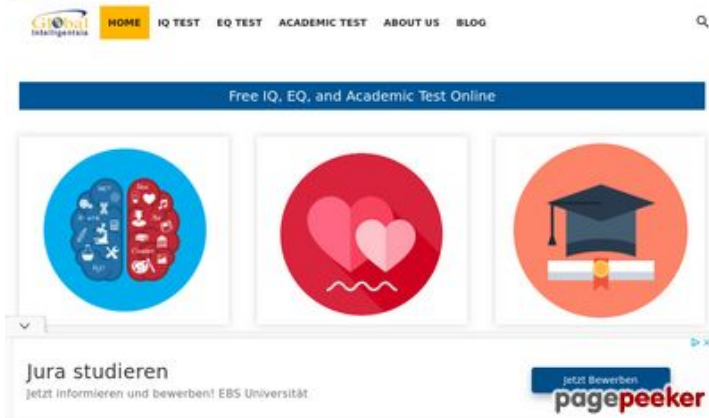 Global
Intelligentsia
HOME IQ TEST EQ TEST ACADEMIC TEST ABOUT US BLOG
Free IQ, EQ, and Academic Test Online
Jura studieren
Jetzt informieren und bewerben! EBS Universität
Jetzt Bewerben
pagepeeker